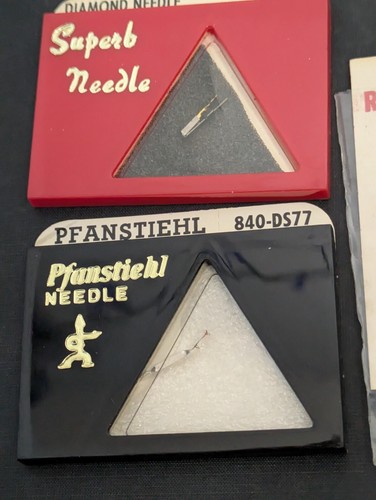 DIAMOND NEEDLE
Superb
Needle
R
PFANSTIEHL 840-DS77
Pfanstiehl
NEEDLE